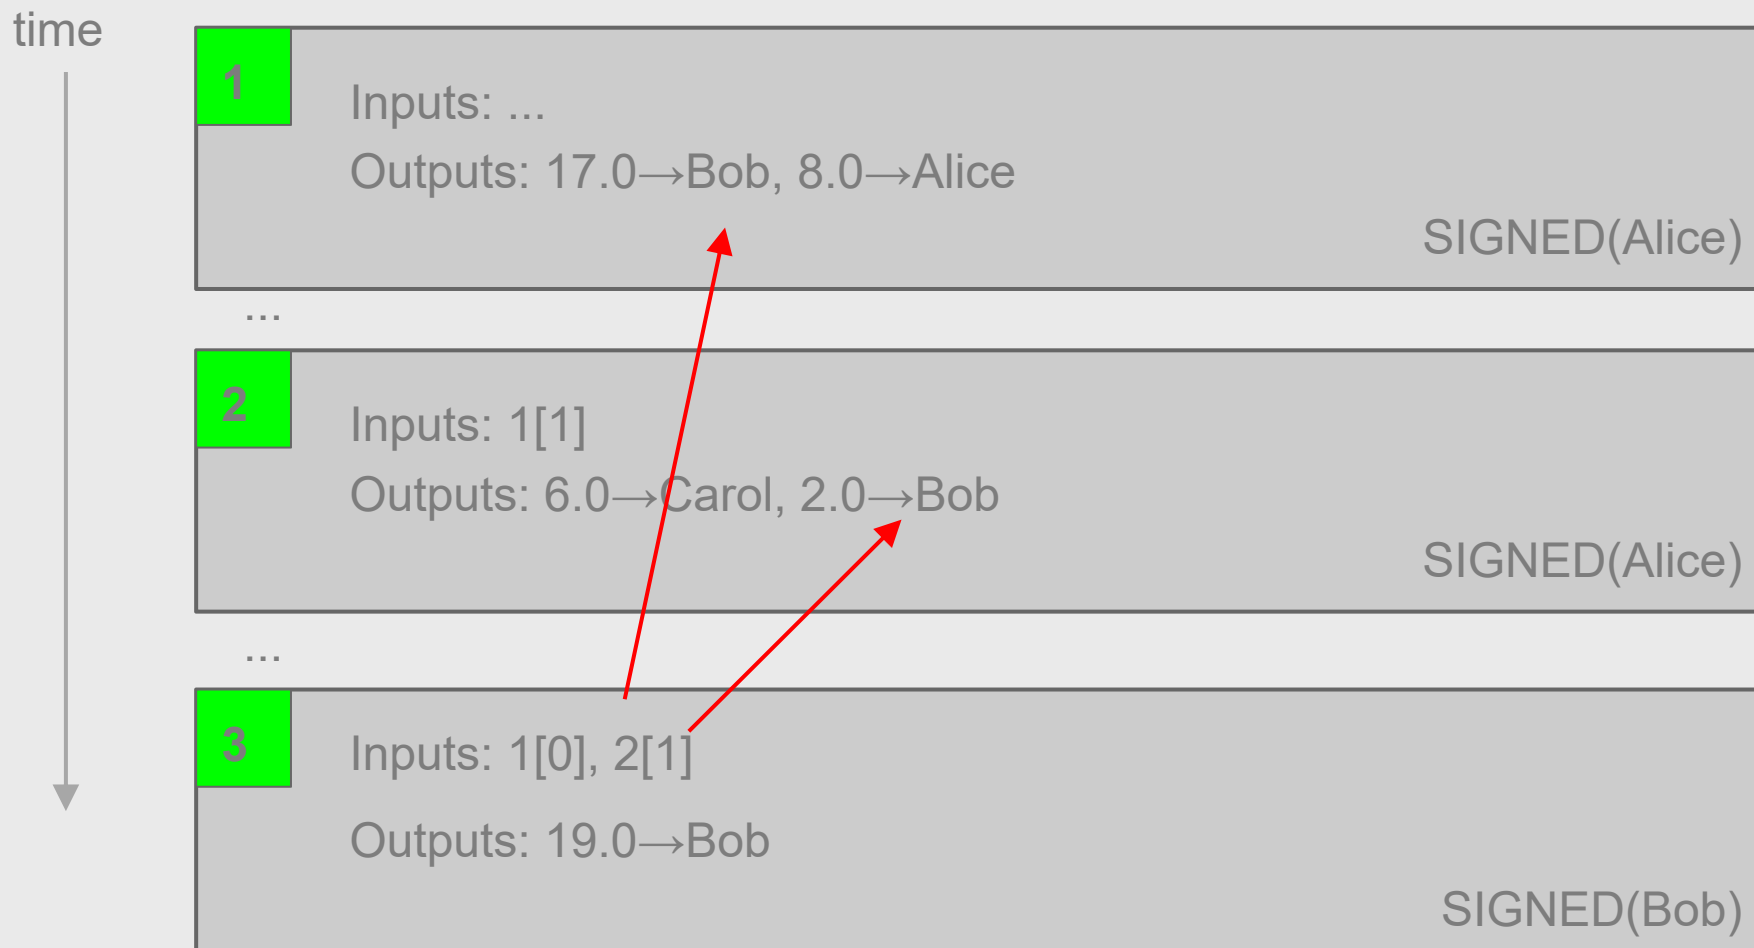 time
1
Inputs: ...
Outputs: 17.0→Bob, 8.0→Alice
SIGNED(Alice)
...
2
Inputs: 1[1]
Outputs: 6.0→Carol, 2.0→Bob
SIGNED(Alice)
...
3
Inputs: 1[0], 2[1]
Outputs: 19.0→Bob
SIGNED(Bob)